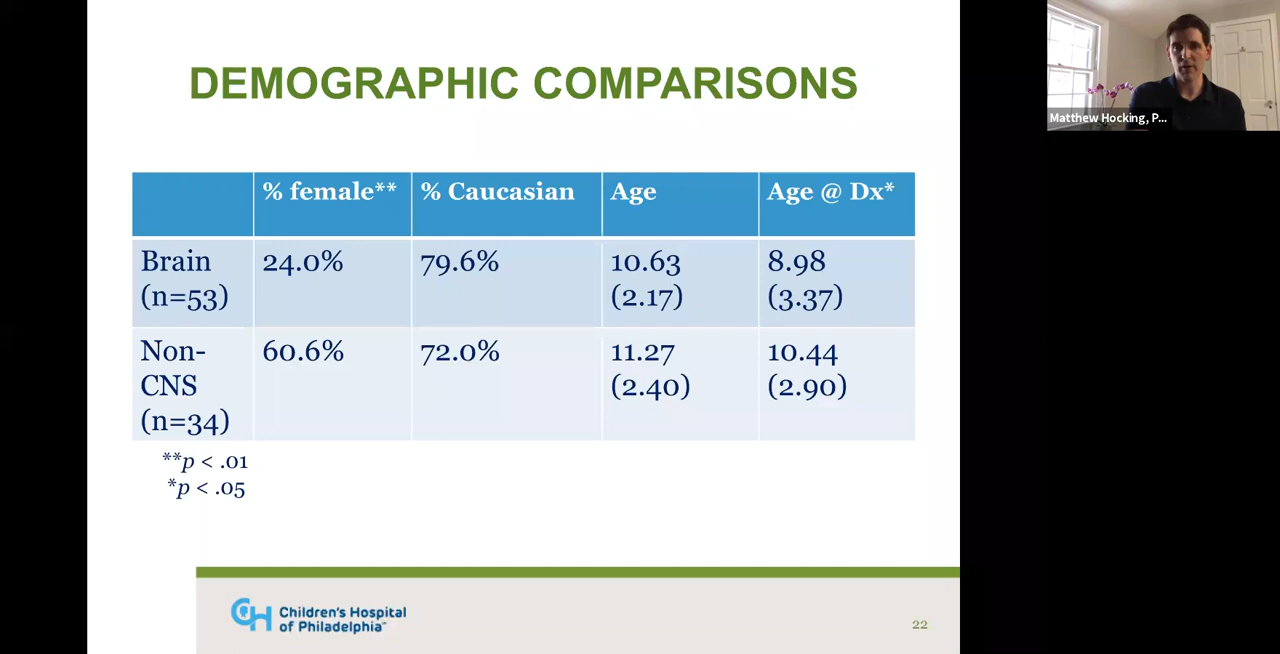 DEMOGRAPHIC COMPARISONS
% female** % Caucasian Age Age @ Dx*
Brain (n=53) 24.0% 79.6% 10.63 (2.17) 8.98 (3.37)
Non-CNS (n=34) 60.6% 72.0% 11.27 (2.40) 10.44 (2.90)
**p < .01
*p < .05
CH Children's Hospital
of Philadelphia™
22
Matthew Hocking, P...